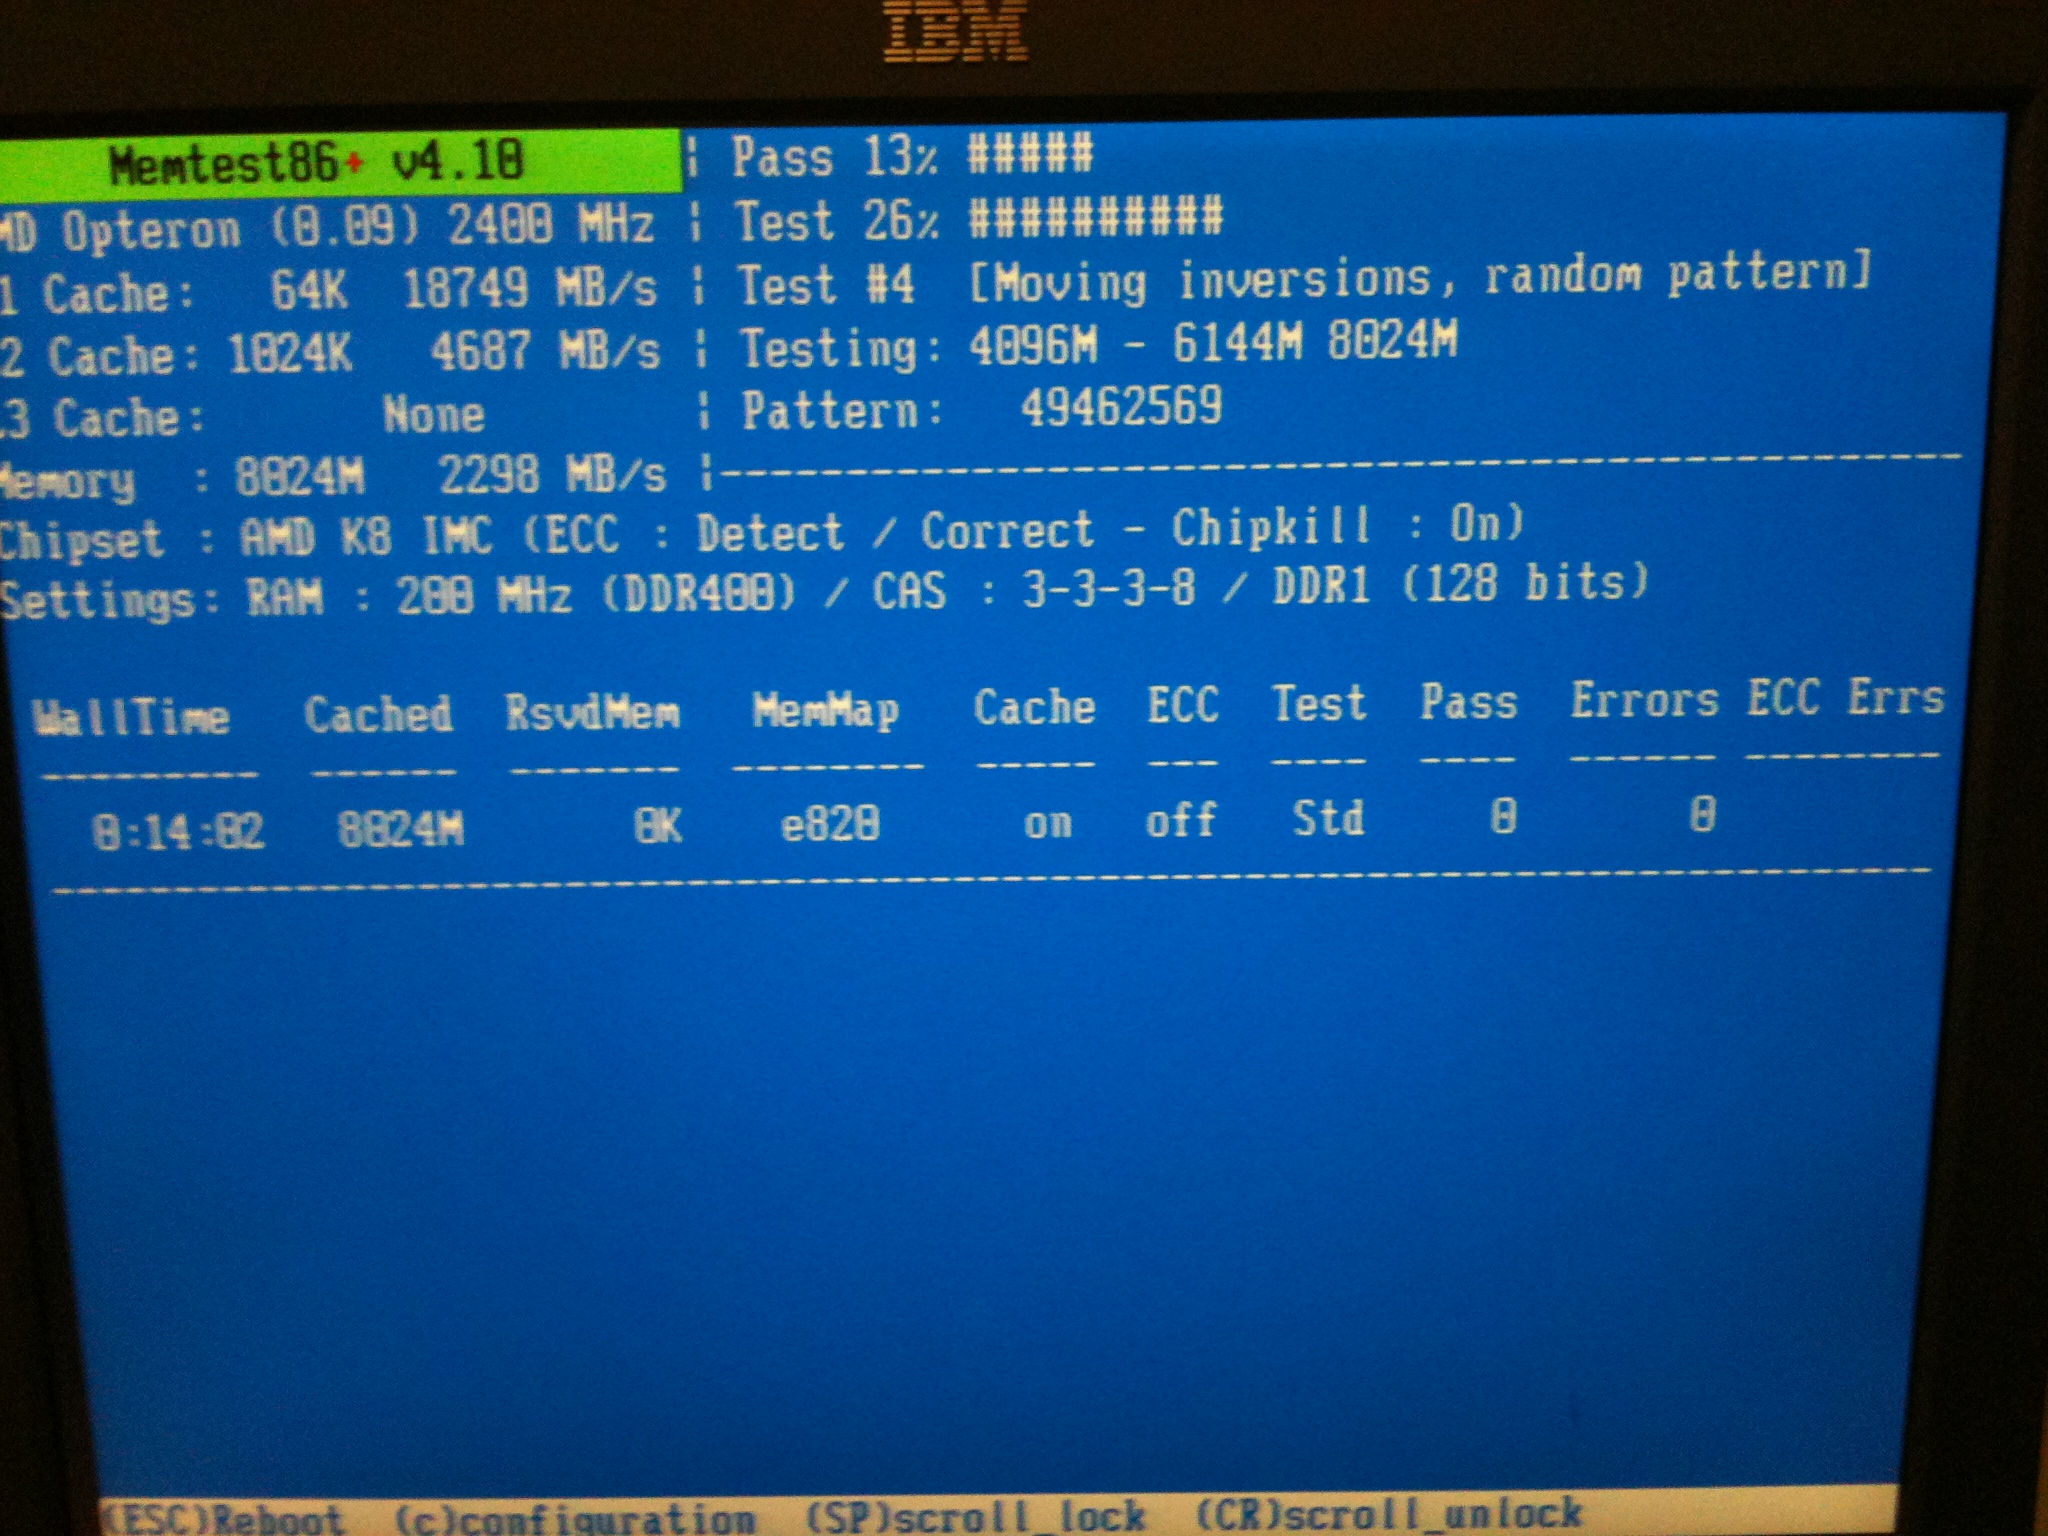 IBM
Memtest86+ v4.10 | Pass 13% #####
MD Opteron (0.09) 2400 MHz | Test 26% ##########
1 Cache: 64K 18749 MB/s | Test #4 [Moving inversions, random pattern]
2 Cache: 1024K 4687 MB/s | Testing: 4096M - 6144M 8024M
L3 Cache: None | Pattern: 49462569
Memory : 8024M 2298 MB/s |--------------------------------------------------
Chipset : AMD K8 IMC (ECC : Detect / Correct - Chipkill : On)
Settings: RAM : 200 MHz (DDR400) / CAS : 3-3-3-8 / DDR1 (128 bits)
WallTime Cached RsvdMem MemMap Cache ECC Test Pass Errors ECC Errs
--------- ------ ------- -------- ----- --- ---- ---- ------ --------
0:14:02 8024M 0K e820 on off Std 0 0
------------------------------------------------------------------------------
(ESC)Reboot (c)configuration (SP)scroll_lock (CR)scroll_unlock